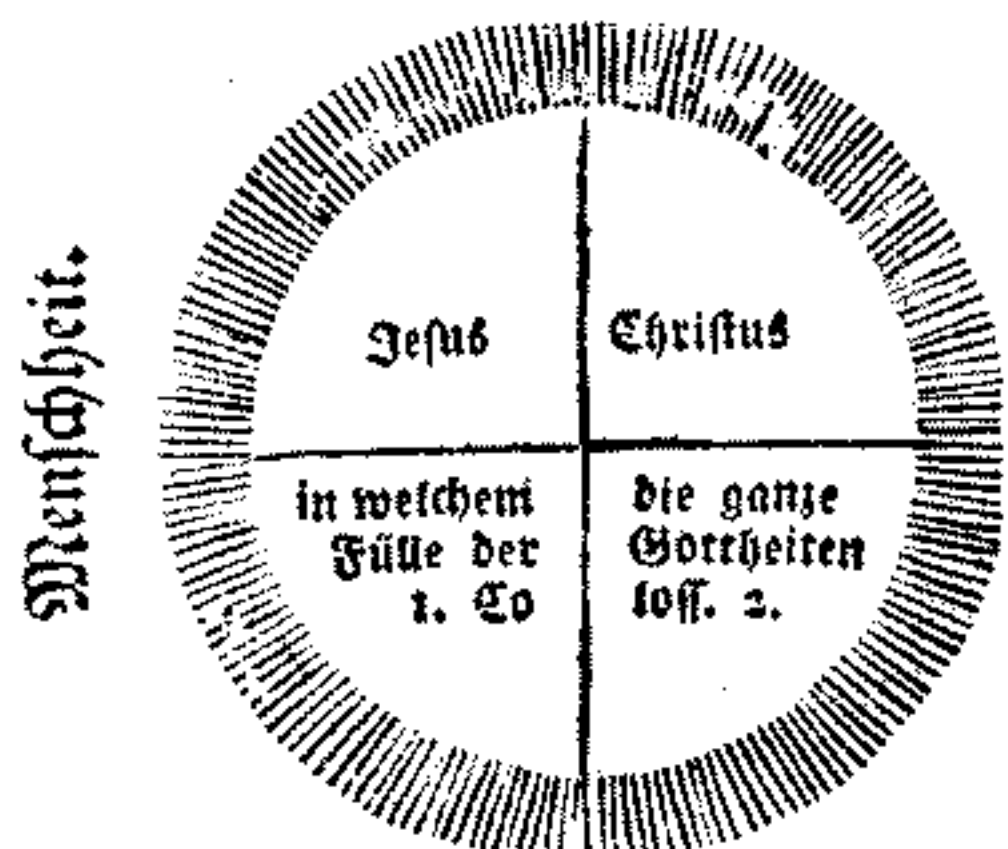 Menſchheit.
Jeſus Chriſtus
in welchem die ganze
Fülle der Gottheiten
1. Co loſſ. 2.